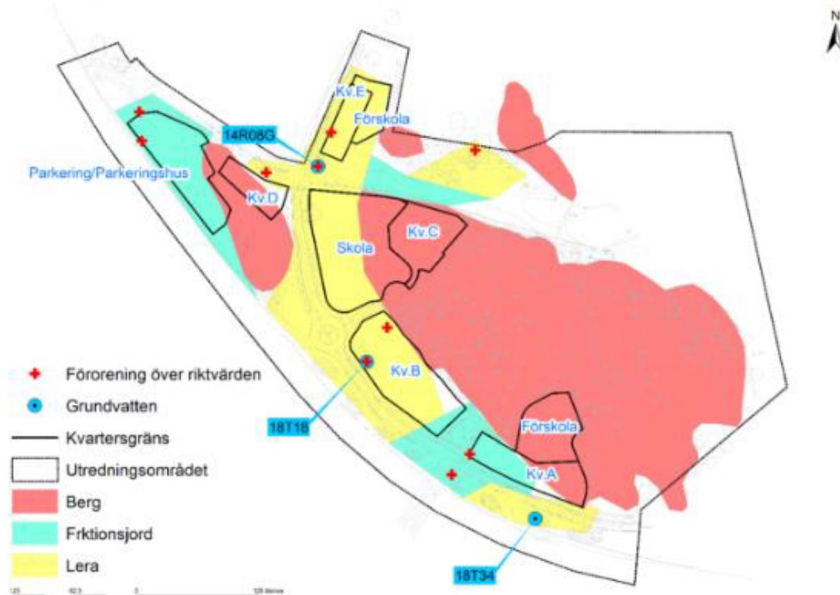 N
Kv.E
Förskola
14R08G
Parkering/Parkeringshus
Kv.D
Skola
Kv.C
Kv.B
18T18
Förskola
Kv.A
18T34
Förorening över riktvärden
Grundvatten
Kvartersgräns
Utredningsområdet
Berg
Frktionsjord
Lera